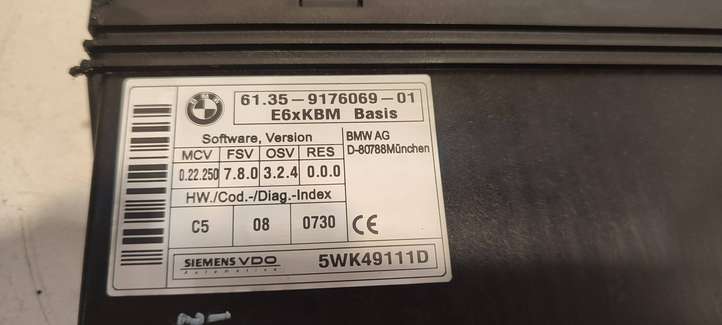 BMW
61.35-9176069-01
E6xKBM Basis
Software, Version
BMW AG
D-80788München
MCV FSV OSV RES
0.22.250 7.8.0 3.2.4 0.0.0
HW./Cod.-/Diag.-Index
C5 08 0730 CE
SIEMENS VDO
Automotive
5WK49111D